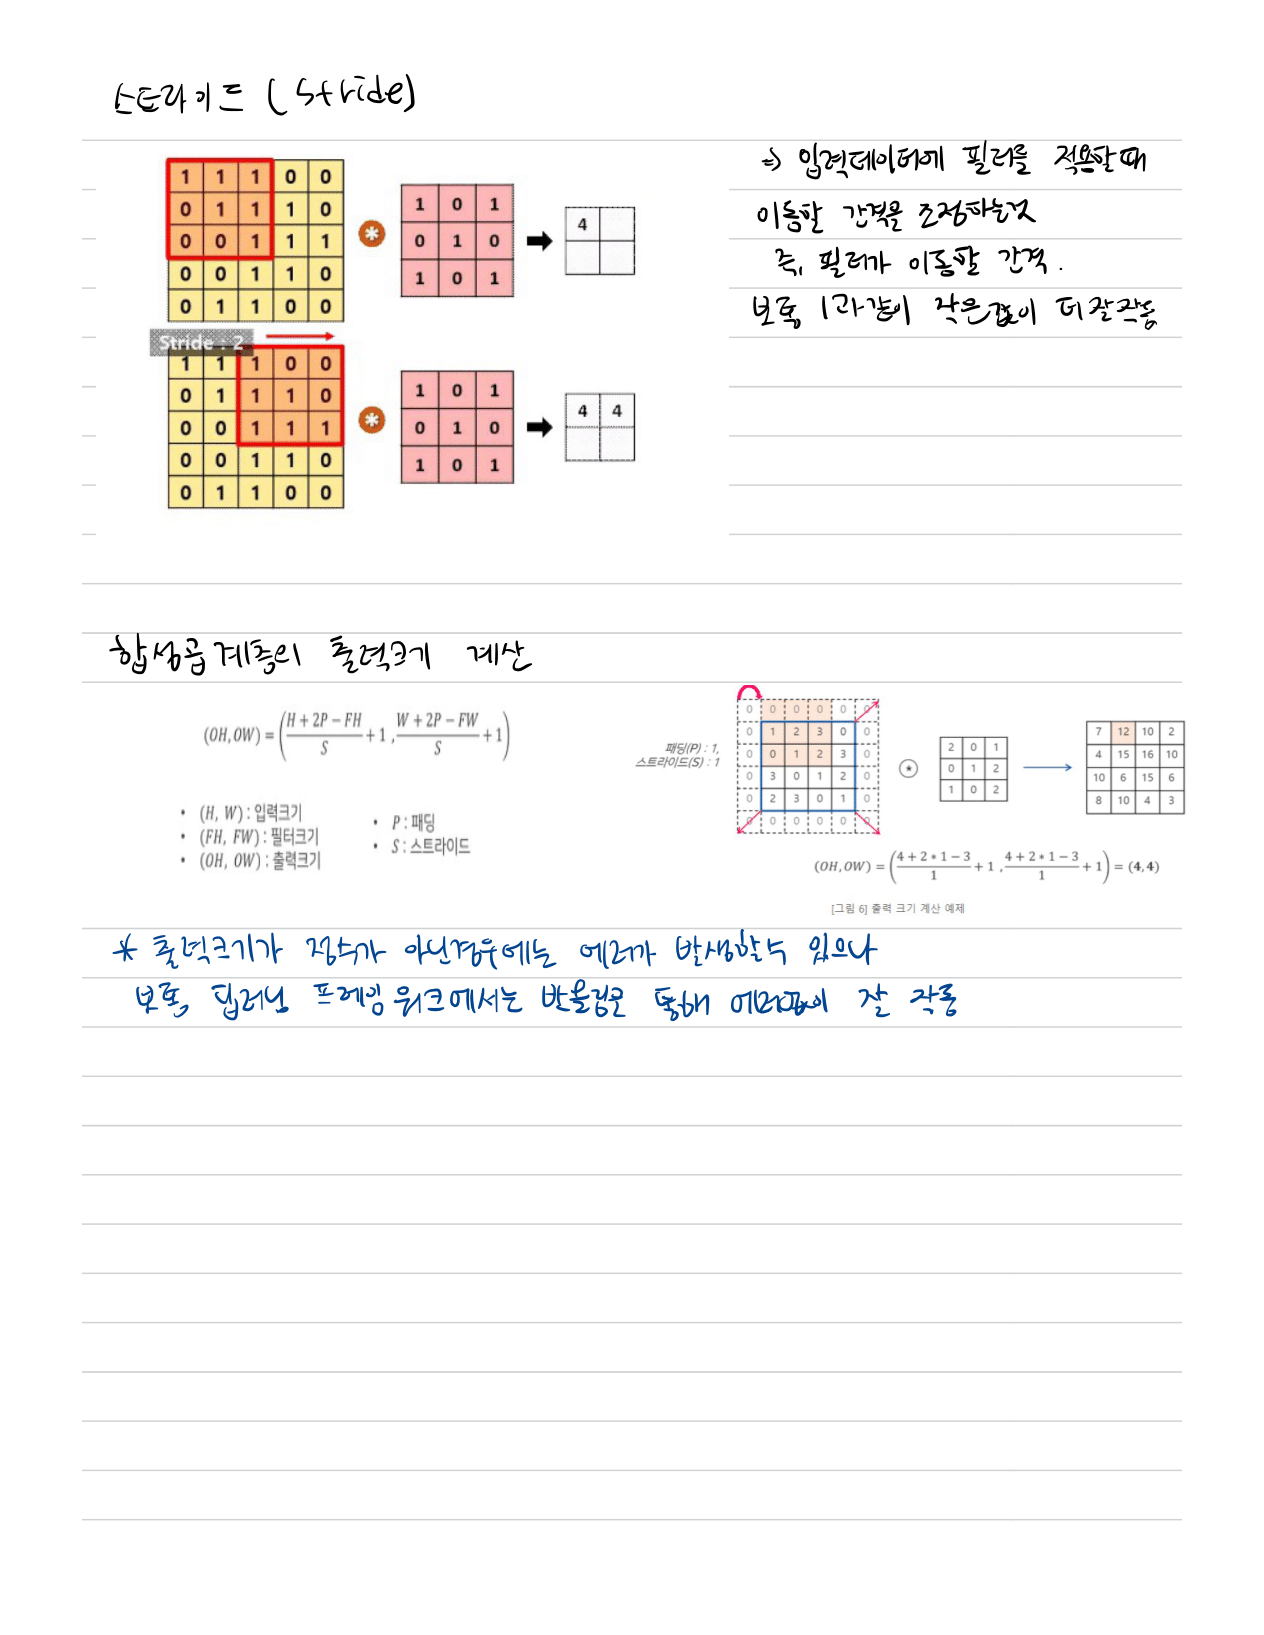 스트라이드 (Stride)
1 1 1 0 0
0 1 1 1 0
0 0 1 1 1
0 0 1 1 0
0 1 1 0 0
*
1 0 1
0 1 0
1 0 1
4
Stride : 2
1 1 1 0 0
0 1 1 1 0
0 0 1 1 1
0 0 1 1 0
0 1 1 0 0
*
1 0 1
0 1 0
1 0 1
4 4
⇒ 입력데이터에 필터를 적용할때
이동할 간격을 조정하는것
즉, 필터가 이동할 간격.
보통 1과같이 작은값이 더잘작동
합성곱계층의 출력크기 계산
(OH, OW) = (H + 2P − FH / S + 1 , W + 2P − FW / S + 1)
• (H, W) : 입력크기
• (FH, FW) : 필터크기
• (OH, OW) : 출력크기
• P : 패딩
• S : 스트라이드
패딩(P) : 1,
스트라이드(S) : 1
0 0 0 0 0 0
0 1 2 3 0 0
0 0 1 2 3 0
0 3 0 1 2 0
0 2 3 0 1 0
0 0 0 0 0 0
2 0 1
0 1 2
1 0 2
7 12 10 2
4 15 16 10
10 6 15 6
8 10 4 3
(OH, OW) = (4 + 2 * 1 − 3 / 1 + 1 , 4 + 2 * 1 − 3 / 1 + 1) = (4, 4)
[그림 6] 출력 크기 계산 예제
* 출력크기가 정수가 아닌경우에는 에러가 발생할수 있으나
보통 딥러닝 프레임워크에서는 반올림을 통해 에러없이 잘 작동